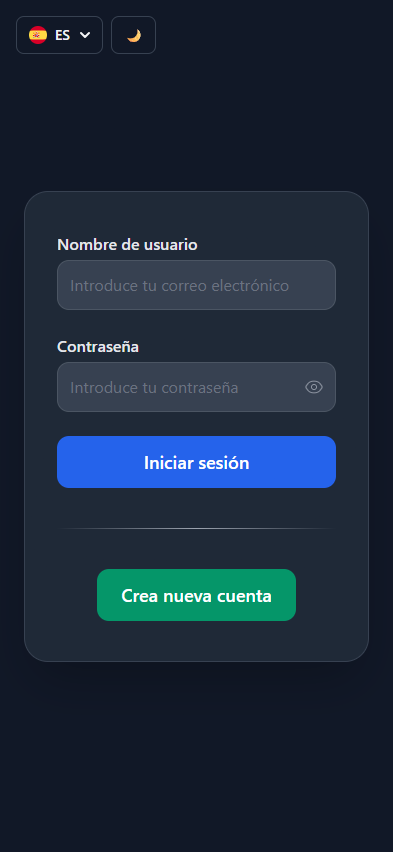 ES
Nombre de usuario
Introduce tu correo electrónico
Contraseña
Introduce tu contraseña
Iniciar sesión
Crea nueva cuenta